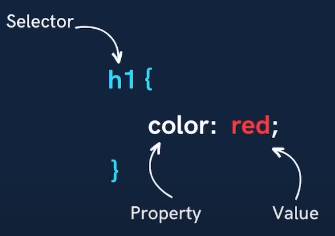 Selector
h1 {
color: red;
}
Property Value